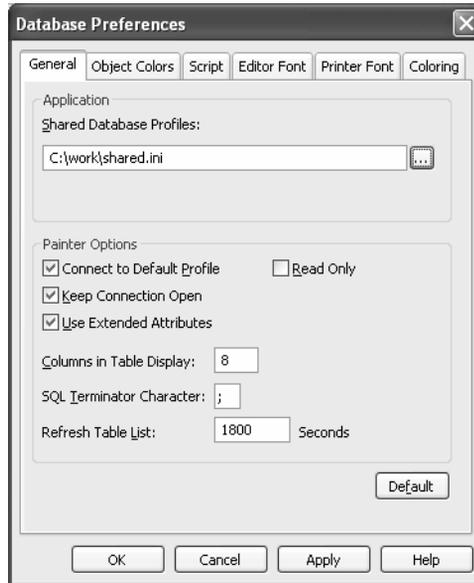 Database Preferences
General Object Colors Script Editor Font Printer Font Coloring
Application
Shared Database Profiles:
C:\work\shared.ini
...
Painter Options
Connect to Default Profile Read Only
Keep Connection Open
Use Extended Attributes
Columns in Table Display: 8
SQL Terminator Character: ;
Refresh Table List: 1800 Seconds
Default
OK Cancel Apply Help